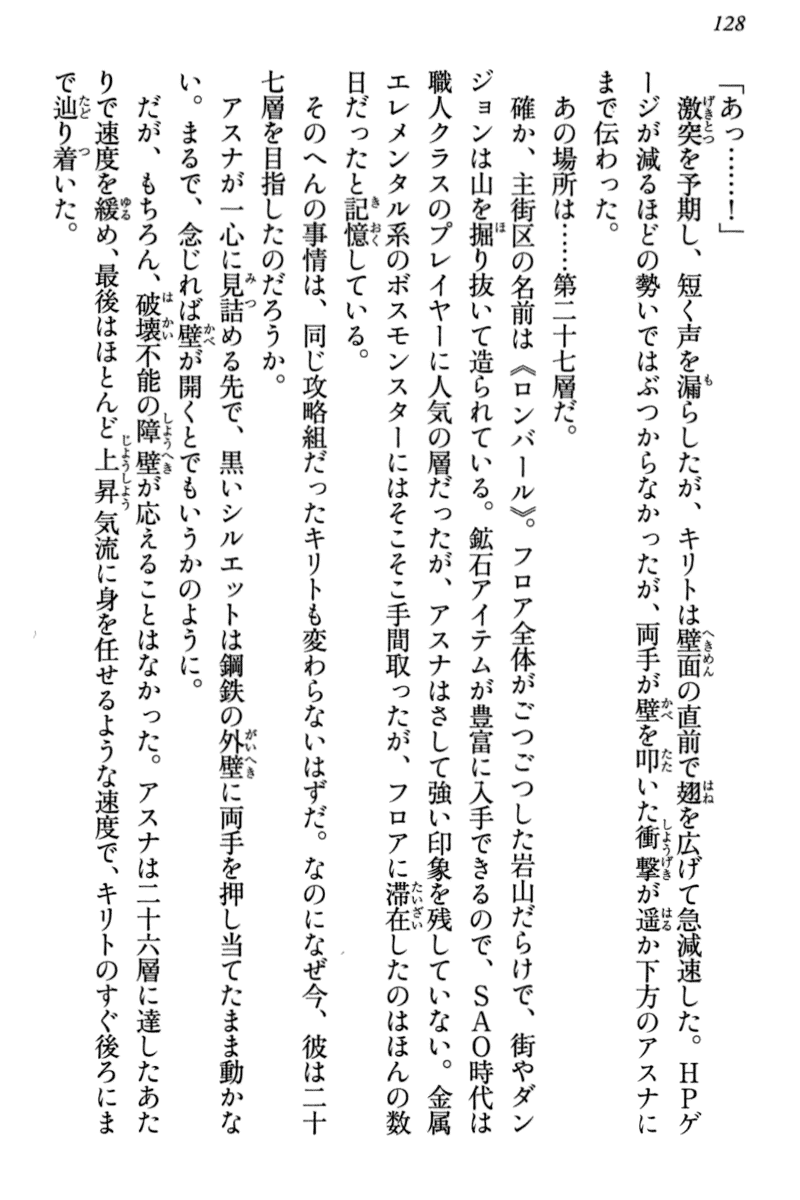 128
「あっ……！」
激突を予期し、短く声を漏らしたが、キリトは壁面の直前で翅を広げて急減速した。HPゲ
ージが減るほどの勢いではぶつからなかったが、両手が壁を叩いた衝撃が遥か下方のアスナに
まで伝わった。
あの場所は……第二十七層だ。
確か、主街区の名前は《ロンバール》。フロア全体がごつごつした岩山だらけで、街やダン
ジョンは山を掘り抜いて造られている。鉱石アイテムが豊富に入手できるので、SAO時代は
職人クラスのプレイヤーに人気の層だったが、アスナはさして強い印象を残していない。金属
エレメンタル系のボスモンスターにはそこそこ手間取ったが、フロアに滞在したのはほんの数
日だったと記憶している。
そのへんの事情は、同じ攻略組だったキリトも変わらないはずだ。なのになぜ今、彼は二十
七層を目指したのだろうか。
アスナが一心に見詰める先で、黒いシルエットは鋼鉄の外壁に両手を押し当てたまま動かな
い。まるで、念じれば壁が開くとでもいうかのように。
だが、もちろん、破壊不能の障壁が応えることはなかった。アスナは二十六層に達したあた
りで速度を緩め、最後はほとんど上昇気流に身を任せるような速度で、キリトのすぐ後ろにま
で辿り着いた。